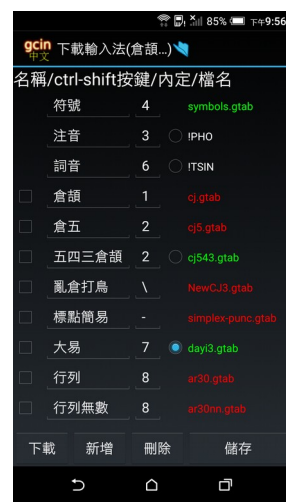 85% 下午9:56
gcin 中文 下載輸入法(倉頡...)
名稱/ctrl-shift按鍵/內定/檔名
符號 4 symbols.gtab
注音 3 !PHO
詞音 6 !TSIN
倉頡 1 cj.gtab
倉五 2 cj5.gtab
五四三倉頡 2 cj543.gtab
亂倉打鳥 \ NewCJ3.gtab
標點簡易 - simplex-punc.gtab
大易 7 dayi3.gtab
行列 8 ar30.gtab
行列無數 8 ar30nn.gtab
下載 新增 刪除 儲存